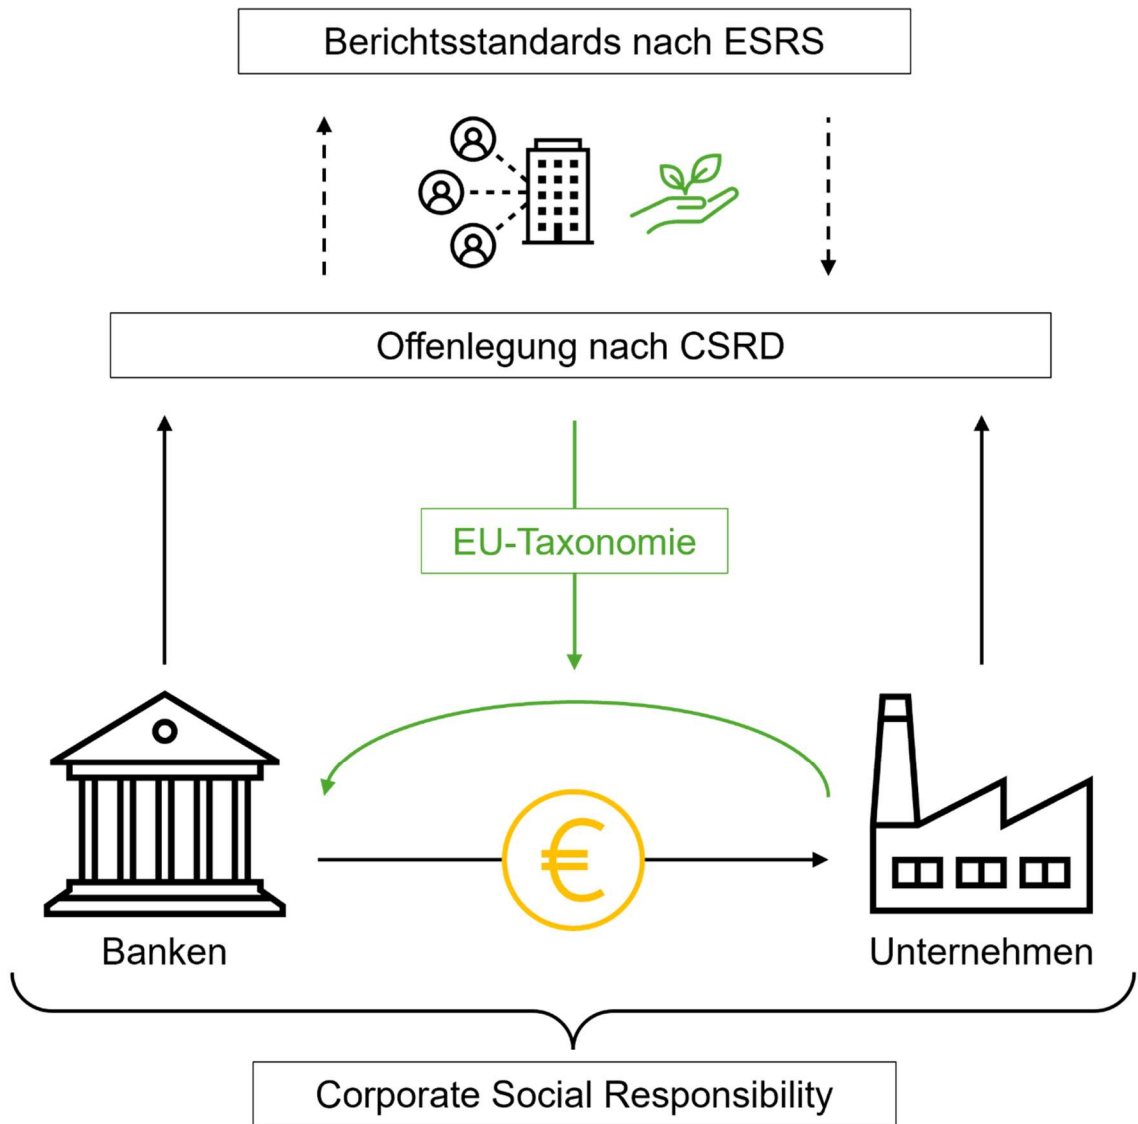 Berichtsstandards nach ESRS
Offenlegung nach CSRD
EU-Taxonomie
€
Banken
Unternehmen
Corporate Social Responsibility